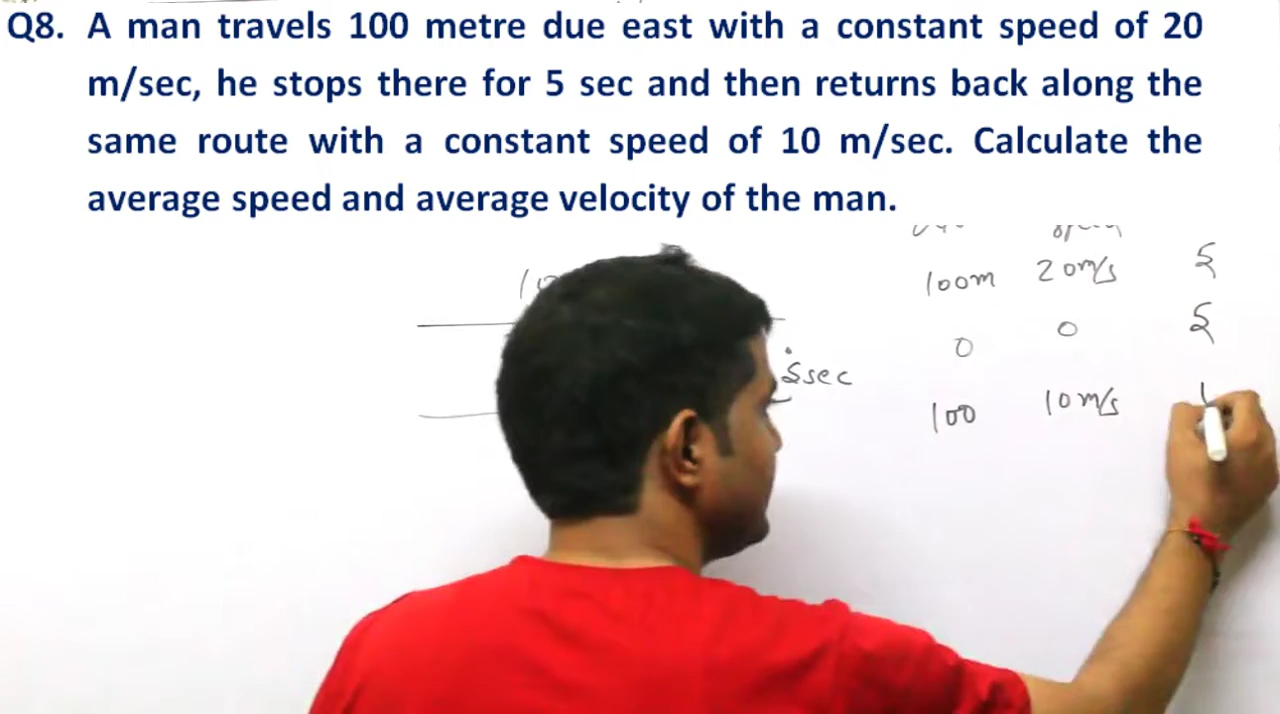 Q8. A man travels 100 metre due east with a constant speed of 20
m/sec, he stops there for 5 sec and then returns back along the
same route with a constant speed of 10 m/sec. Calculate the
average speed and average velocity of the man.
100m 20m/s 5
0 0 5
5sec
100 10m/s